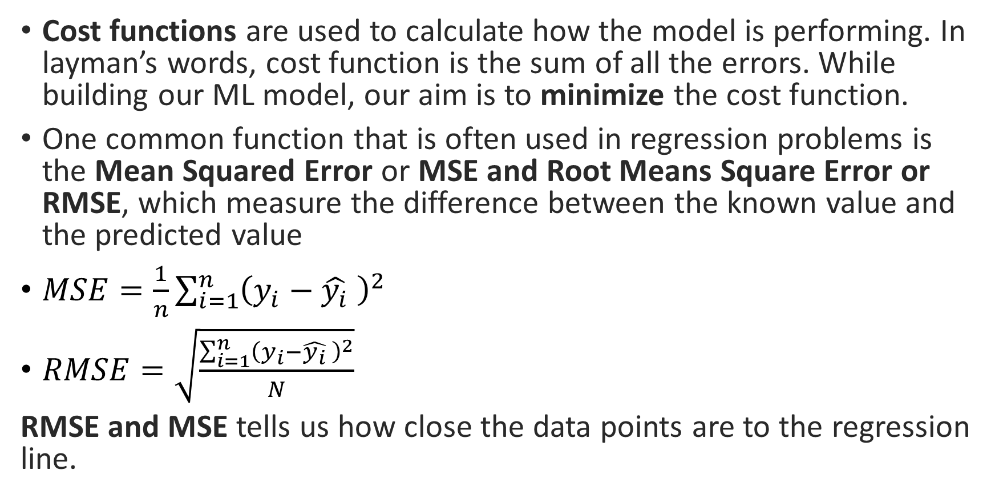 • Cost functions are used to calculate how the model is performing. In
layman’s words, cost function is the sum of all the errors. While
building our ML model, our aim is to minimize the cost function.
• One common function that is often used in regression problems is
the Mean Squared Error or MSE and Root Means Square Error or
RMSE, which measure the difference between the known value and
the predicted value
• $MSE = \frac{1}{n} \sum_{i=1}^{n} (y_i - \widehat{y_i})^2$
• $RMSE = \sqrt{\frac{\sum_{i=1}^{n} (y_i - \widehat{y_i})^2}{N}}$
RMSE and MSE tells us how close the data points are to the regression
line.